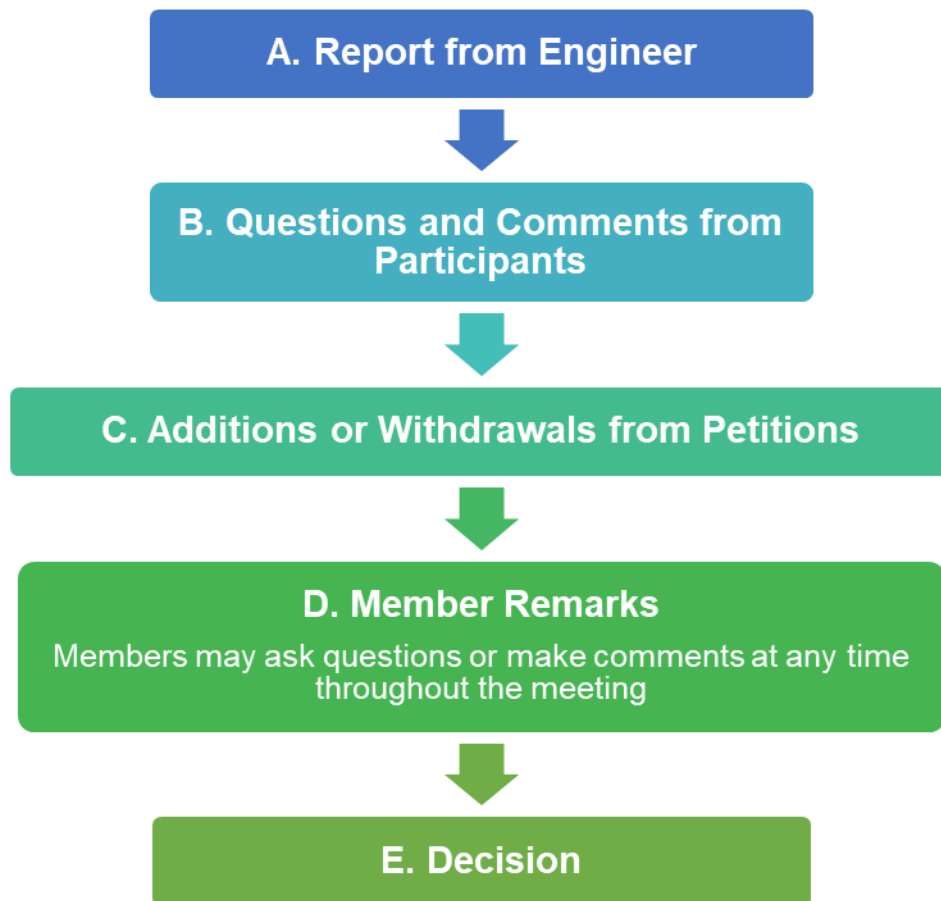 A. Report from Engineer
B. Questions and Comments from
Participants
C. Additions or Withdrawals from Petitions
D. Member Remarks
Members may ask questions or make comments at any time
throughout the meeting
E. Decision